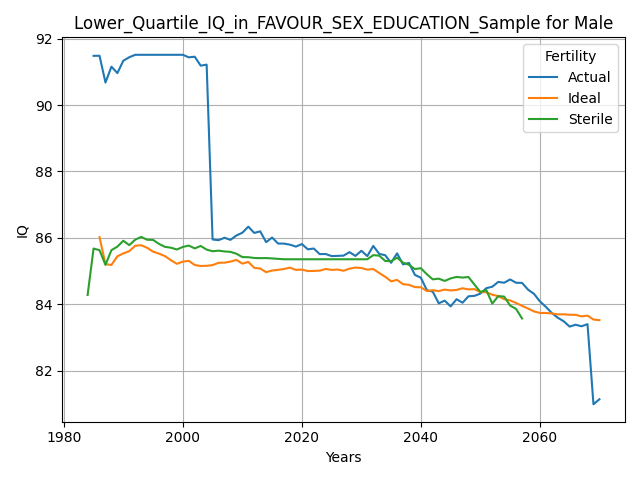 Lower_Quartile_IQ_in_FAVOUR_SEX_EDUCATION_Sample for Male
92
90
88
86
84
82
IQ
Fertility
Actual
Ideal
Sterile
1980
2000
2020
2040
2060
Years